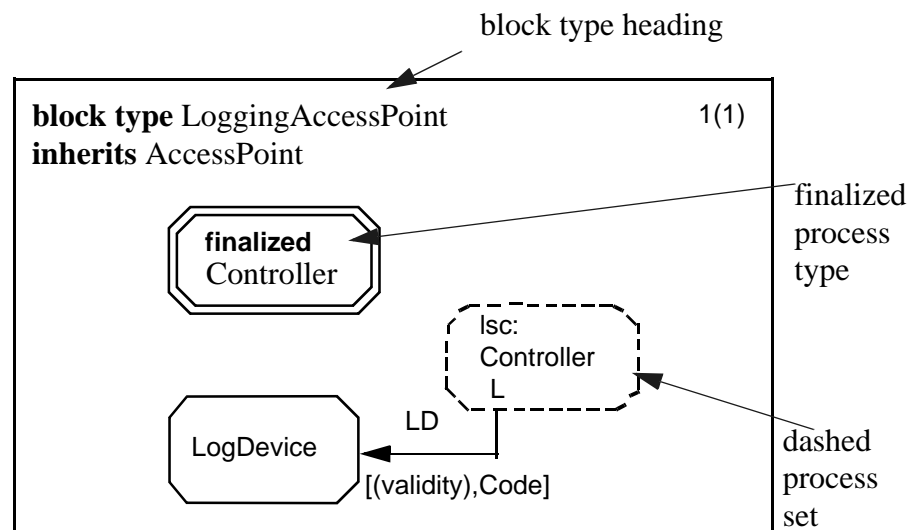 block type heading
block type LoggingAccessPoint
1(1)
inherits AccessPoint
finalized
process
type
finalized
Controller
lsc:
Controller
L
LD
LogDevice
[(validity),Code]
dashed
process
set